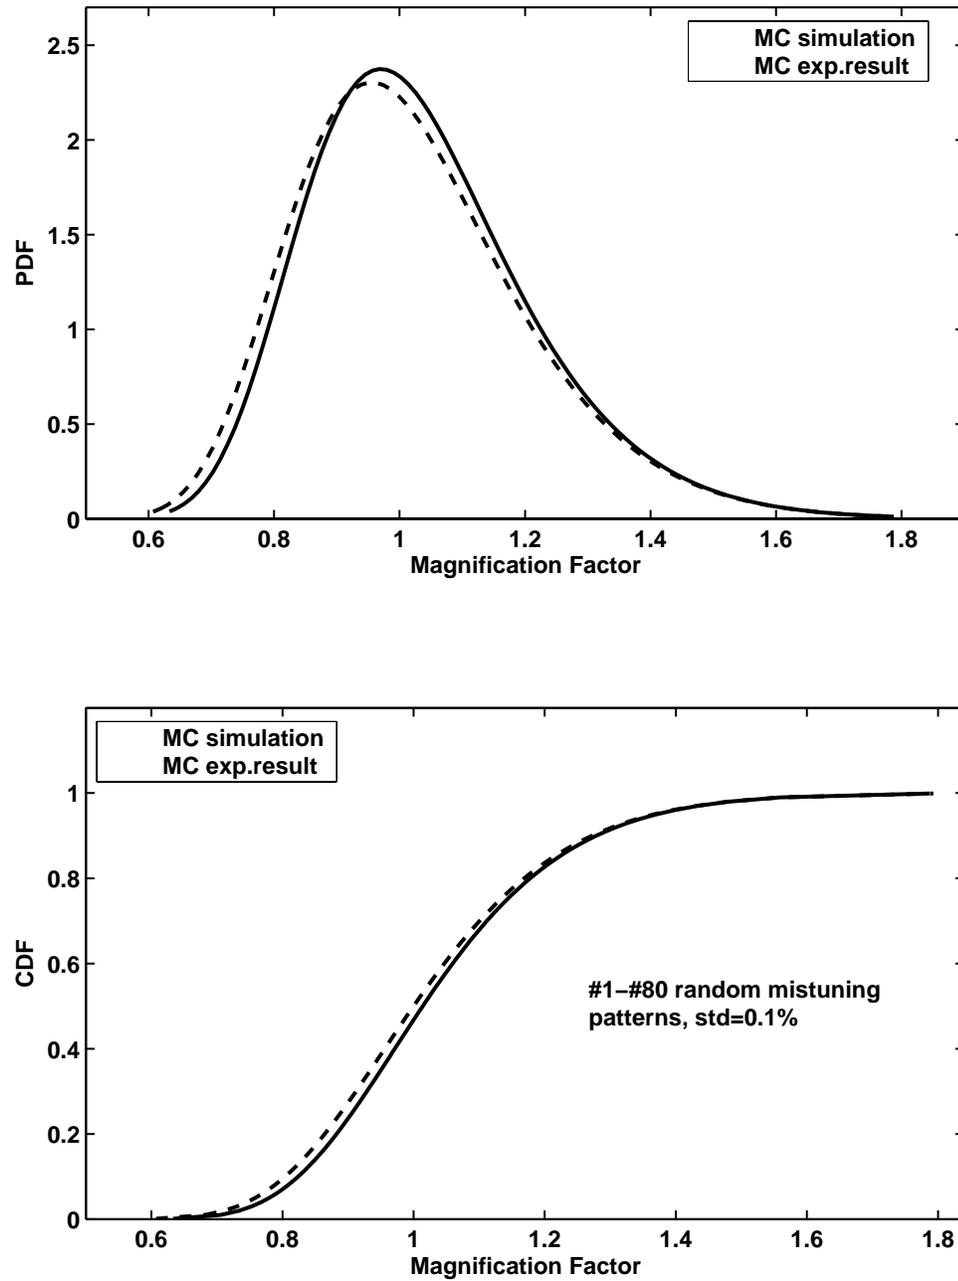 2.5
2
1.5
1
0.5
0
PDF
MC simulation
MC exp.result
0.6 0.8 1 1.2 1.4 1.6 1.8
Magnification Factor
MC simulation
MC exp.result
1
0.8
0.6
0.4
0.2
0
CDF
#1−#80 random mistuning
patterns, std=0.1%
0.6 0.8 1 1.2 1.4 1.6 1.8
Magnification Factor